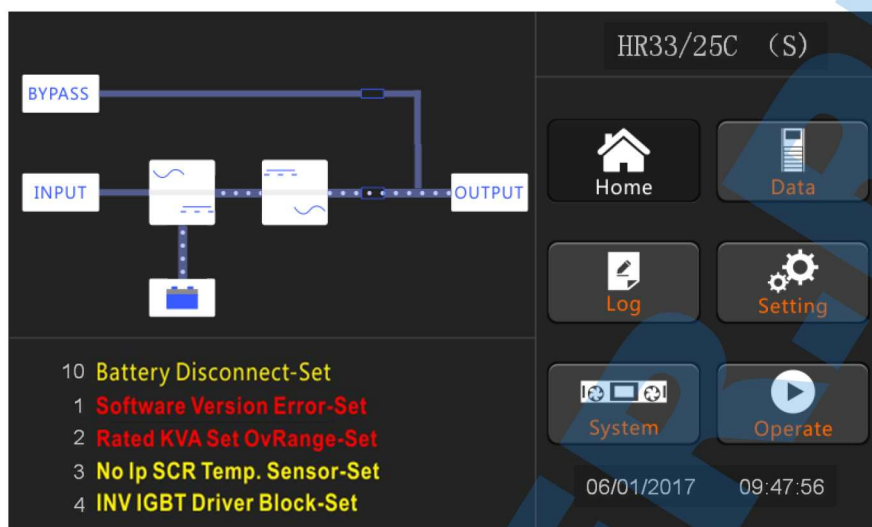 HR33/25C （S）
BYPASS
INPUT
OUTPUT
Home
Data
Log
Setting
System
Operate
10 Battery Disconnect-Set
1 Software Version Error-Set
2 Rated KVA Set OvRange-Set
3 No Ip SCR Temp. Sensor-Set
4 INV IGBT Driver Block-Set
06/01/2017 09:47:56